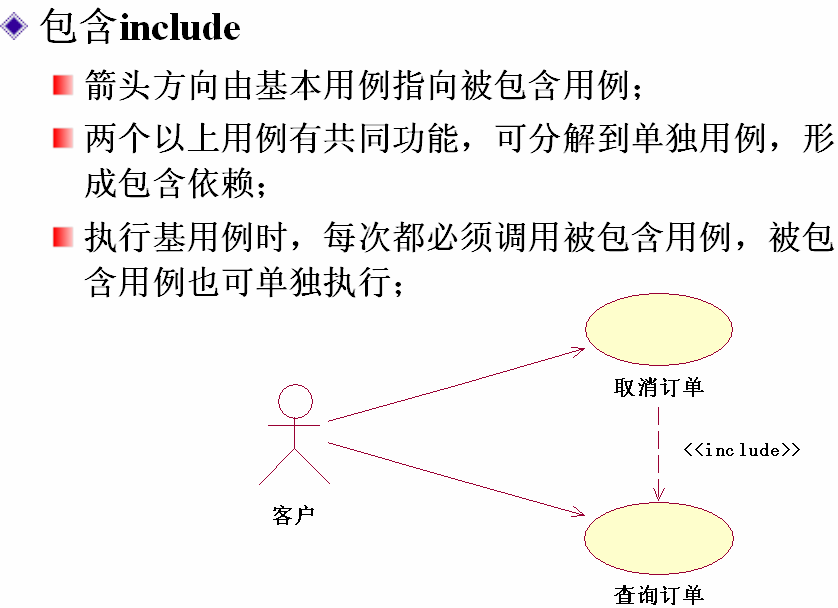 包含include
箭头方向由基本用例指向被包含用例；
两个以上用例有共同功能，可分解到单独用例，形
成包含依赖；
执行基用例时，每次都必须调用被包含用例，被包
含用例也可单独执行；
取消订单
<<include>>
客户
查询订单